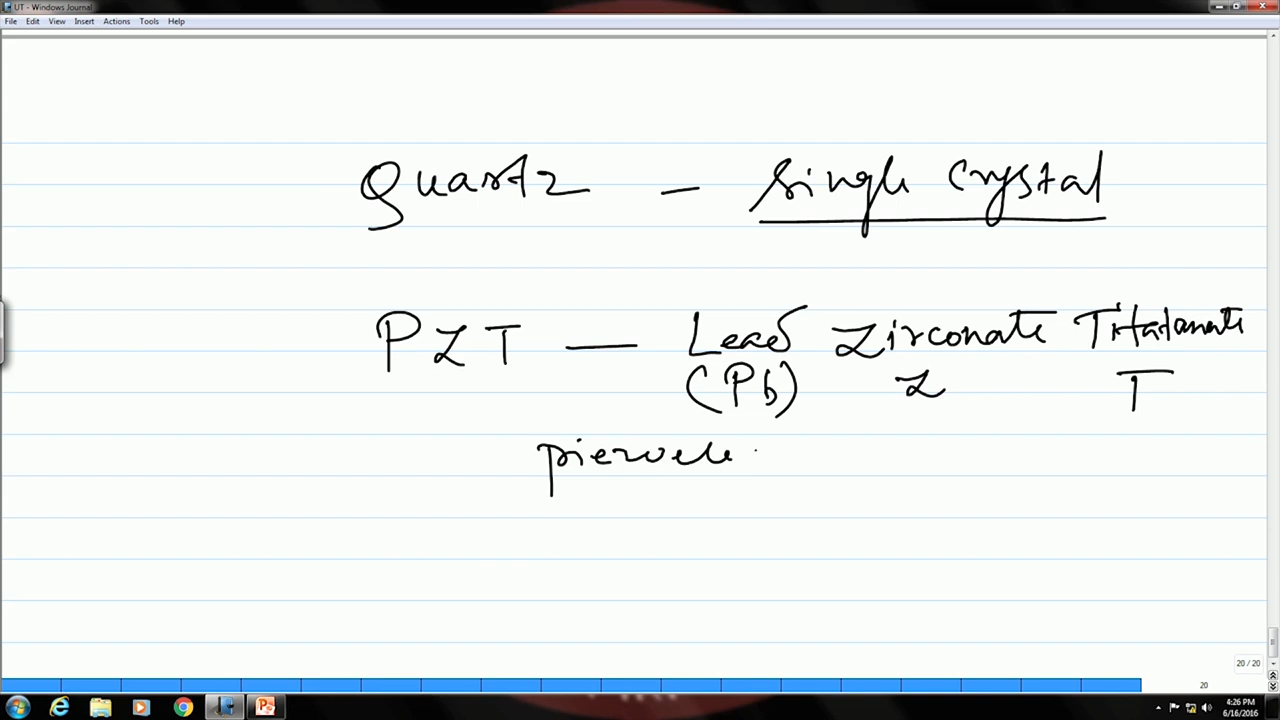 UT - Windows Journal
File Edit View Insert Actions Tools Help
Quartz - Single Crystal
PZT — Lead Zirconate Titatanate
(Pb) Z T
piezoele
20 / 20
20
4:26 PM
6/16/2016